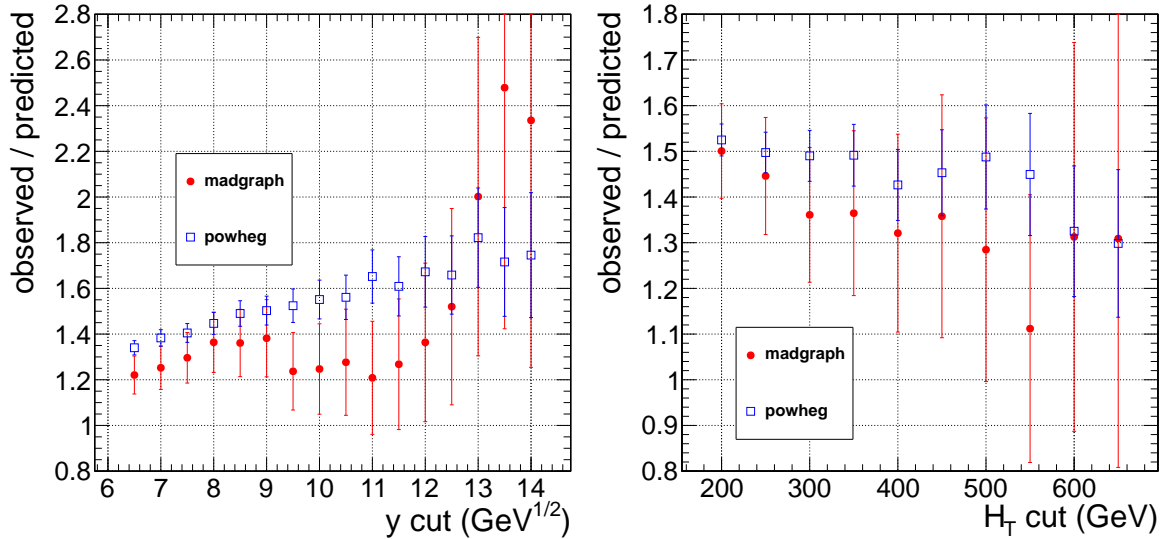 observed / predicted
2.8
2.6
2.4
2.2
2
1.8
1.6
1.4
1.2
1
0.8
madgraph
powheg
6 7 8 9 10 11 12 13 14
y cut (GeV^{1/2})
observed / predicted
1.8
1.7
1.6
1.5
1.4
1.3
1.2
1.1
1
0.9
0.8
madgraph
powheg
200 300 400 500 600
H_T cut (GeV)